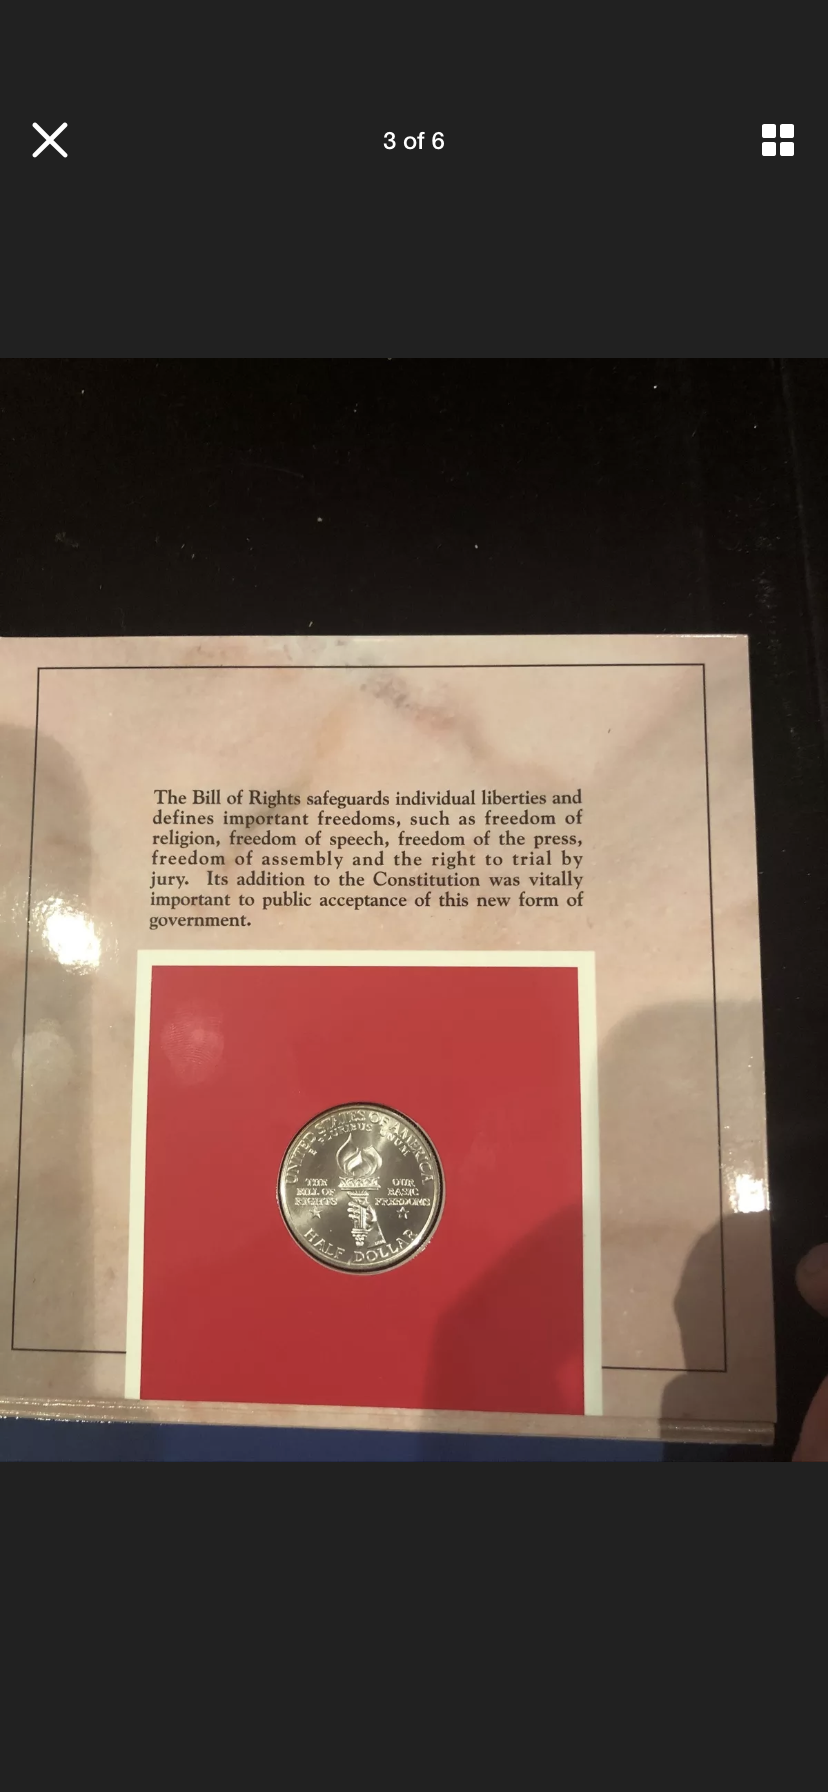 3 of 6
The Bill of Rights safeguards individual liberties and
defines important freedoms, such as freedom of
religion, freedom of speech, freedom of the press,
freedom of assembly and the right to trial by
jury. Its addition to the Constitution was vitally
important to public acceptance of this new form of
government.
UNITED STATES OF AMERICA
E PLURIBUS UNUM
THE
BILL OF
RIGHTS
OUR
BASIC
FREEDOMS
HALF DOLLAR